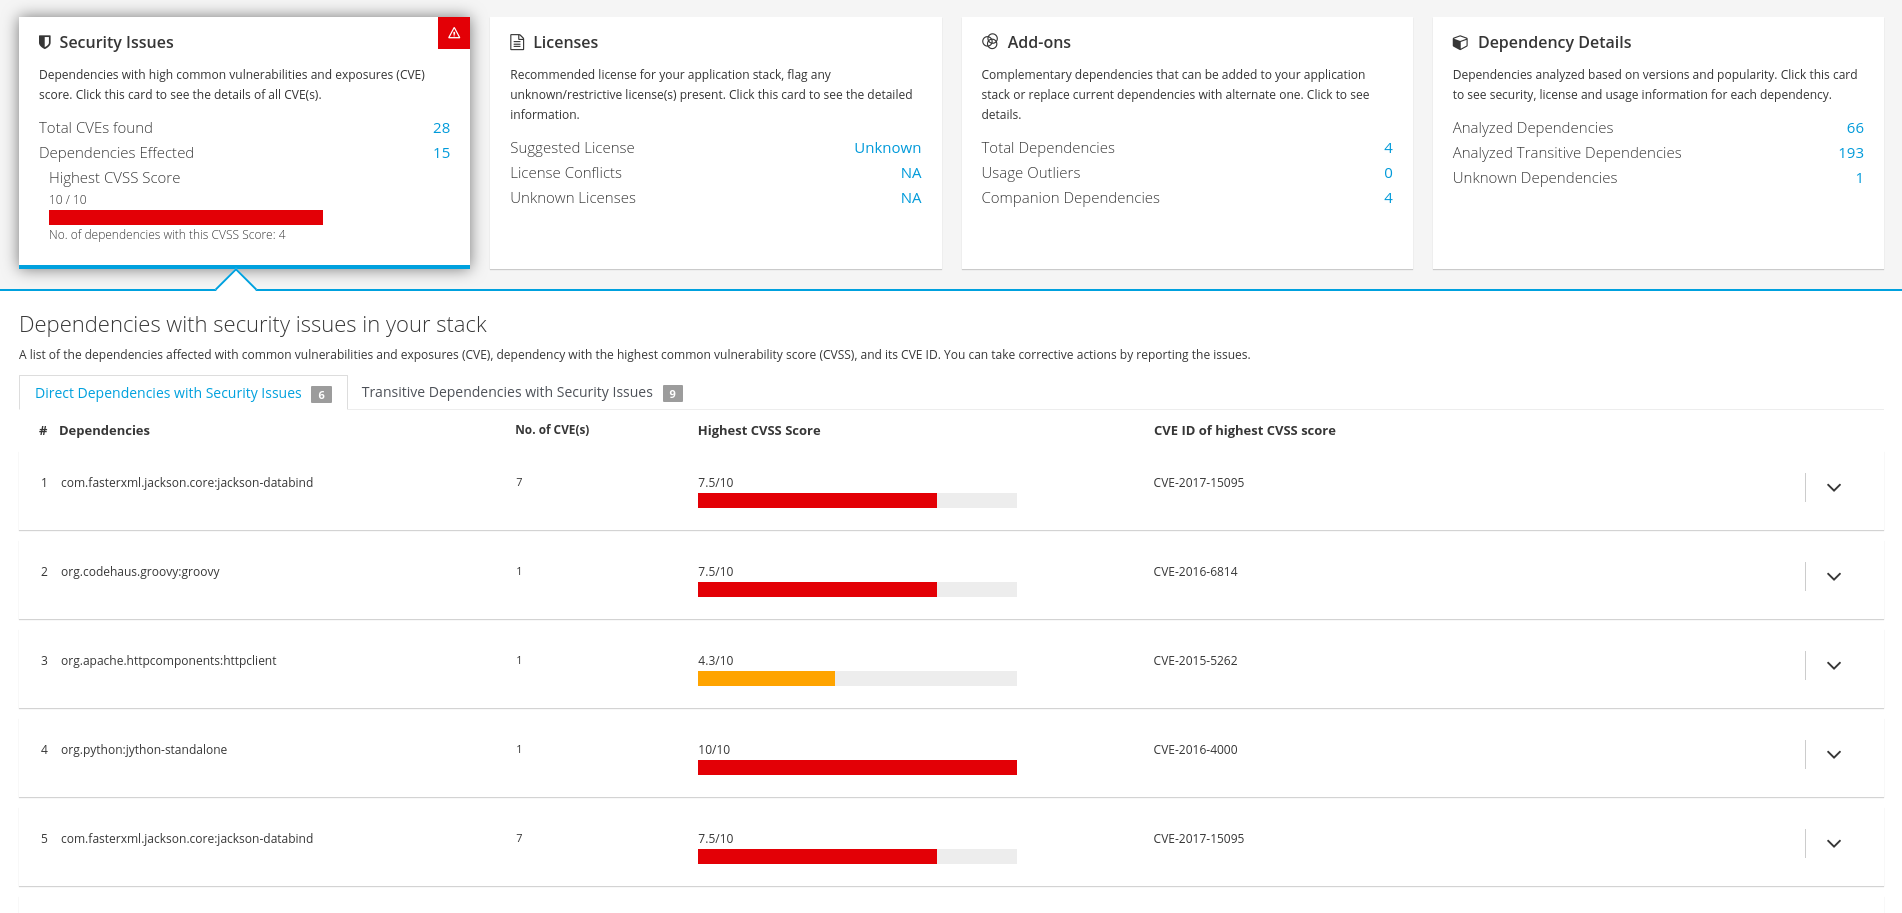 Security Issues
Dependencies with high common vulnerabilities and exposures (CVE)
score. Click this card to see the details of all CVE(s).
Total CVEs found 28
Dependencies Effected 15
Highest CVSS Score
10 / 10
No. of dependencies with this CVSS Score: 4
Licenses
Recommended license for your application stack, flag any
unknown/restrictive license(s) present. Click this card to see the detailed
information.
Suggested License Unknown
License Conflicts NA
Unknown Licenses NA
Add-ons
Complementary dependencies that can be added to your application
stack or replace current dependencies with alternate one. Click to see
details.
Total Dependencies 4
Usage Outliers 0
Companion Dependencies 4
Dependency Details
Dependencies analyzed based on versions and popularity. Click this card
to see security, license and usage information for each dependency.
Analyzed Dependencies 66
Analyzed Transitive Dependencies 193
Unknown Dependencies 1
Dependencies with security issues in your stack
A list of the dependencies affected with common vulnerabilities and exposures (CVE), dependency with the highest common vulnerability score (CVSS), and its CVE ID. You can take corrective actions by reporting the issues.
Direct Dependencies with Security Issues 6 Transitive Dependencies with Security Issues 9
# Dependencies No. of CVE(s) Highest CVSS Score CVE ID of highest CVSS score
1 com.fasterxml.jackson.core:jackson-databind 7 7.5/10 CVE-2017-15095
2 org.codehaus.groovy:groovy 1 7.5/10 CVE-2016-6814
3 org.apache.httpcomponents:httpclient 1 4.3/10 CVE-2015-5262
4 org.python:jython-standalone 1 10/10 CVE-2016-4000
5 com.fasterxml.jackson.core:jackson-databind 7 7.5/10 CVE-2017-15095